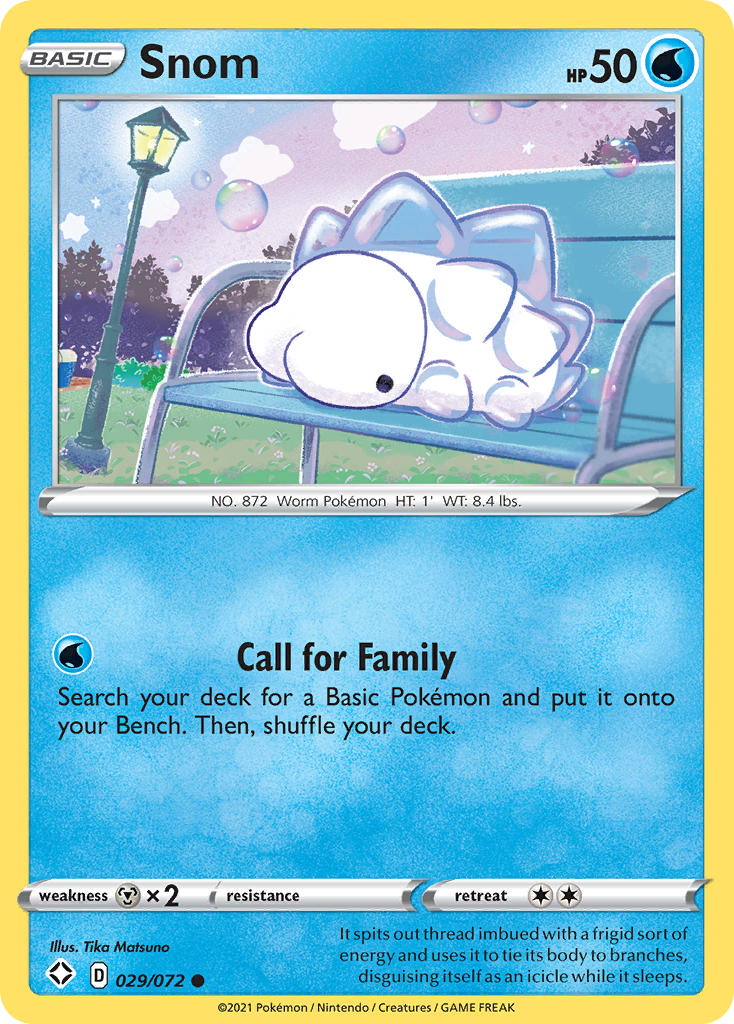 BASIC Snom HP 50
NO. 872 Worm Pokémon HT: 1' WT: 8.4 lbs.
Call for Family
Search your deck for a Basic Pokémon and put it onto
your Bench. Then, shuffle your deck.
weakness ×2 resistance retreat
Illus. Tika Matsuno
It spits out thread imbued with a frigid sort of
energy and uses it to tie its body to branches,
disguising itself as an icicle while it sleeps.
D 029/072
©2021 Pokémon / Nintendo / Creatures / GAME FREAK